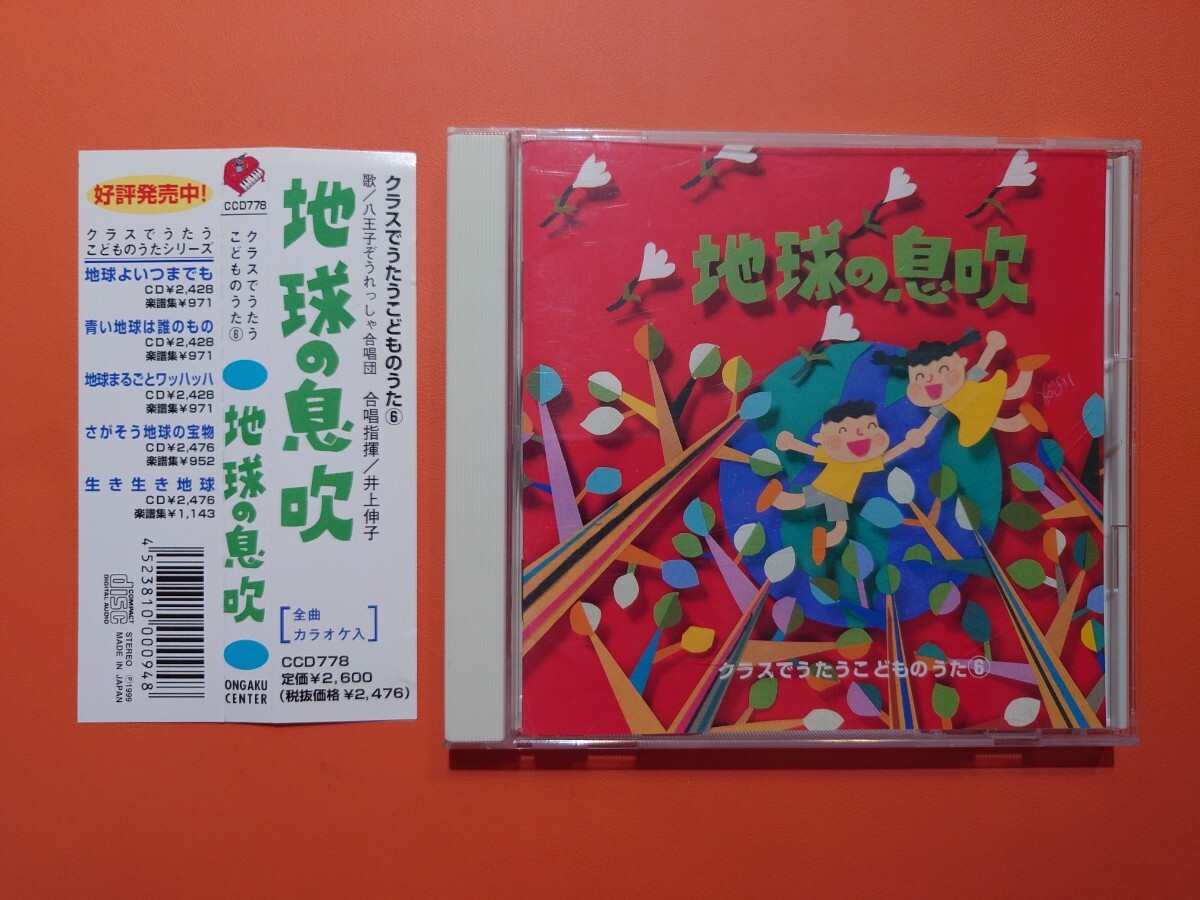 好評発売中!
クラスでうたう
こどものうたシリーズ
地球よいつまでも
CD¥2,428
楽譜集¥971
青い地球は誰のもの
CD¥2,428
楽譜集¥971
地球まるごとワッハッハ
CD¥2,428
楽譜集¥971
さがそう地球の宝物
CD¥2,476
楽譜集¥952
生き生き地球
CD¥2,476
楽譜集¥1,143
4523810000948
COMPACT
disc
DIGITAL AUDIO
STEREO Ⓟ1999
MADE IN JAPAN
CCD778
クラスでうたう
こどものうた⑥
地球の息吹
ONGAKU
CENTER
クラスでうたうこどものうた⑥
歌/八王子ぞうれっしゃ合唱団 合唱指揮/井上伸子
地球の息吹
[全曲
カラオケ入]
CCD778
定価¥2,600
(税抜価格 ¥2,476)
地球の息吹
クラスでうたうこどものうた⑥